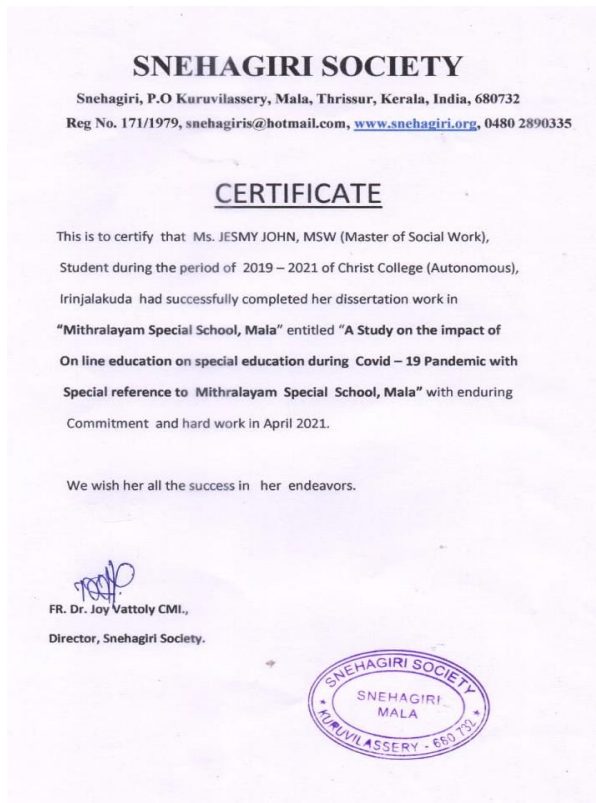 SNEHAGIRI SOCIETY
Snehagiri, P.O Kuruvilassery, Mala, Thrissur, Kerala, India, 680732
Reg No. 171/1979, snehagiris@hotmail.com, www.snehagiri.org, 0480 2890335
CERTIFICATE
This is to certify that Ms. JESMY JOHN, MSW (Master of Social Work),
Student during the period of 2019 – 2021 of Christ College (Autonomous),
Irinjalakuda had successfully completed her dissertation work in
“Mithralayam Special School, Mala” entitled “A Study on the impact of
On line education on special education during Covid – 19 Pandemic with
Special reference to Mithralayam Special School, Mala” with enduring
Commitment and hard work in April 2021.
We wish her all the success in her endeavors.
FR. Dr. Joy Vattoly CMI.,
Director, Snehagiri Society.
SNEHAGIRI SOCIETY
SNEHAGIRI
MALA
* KURUVILASSERY - 680 732 *